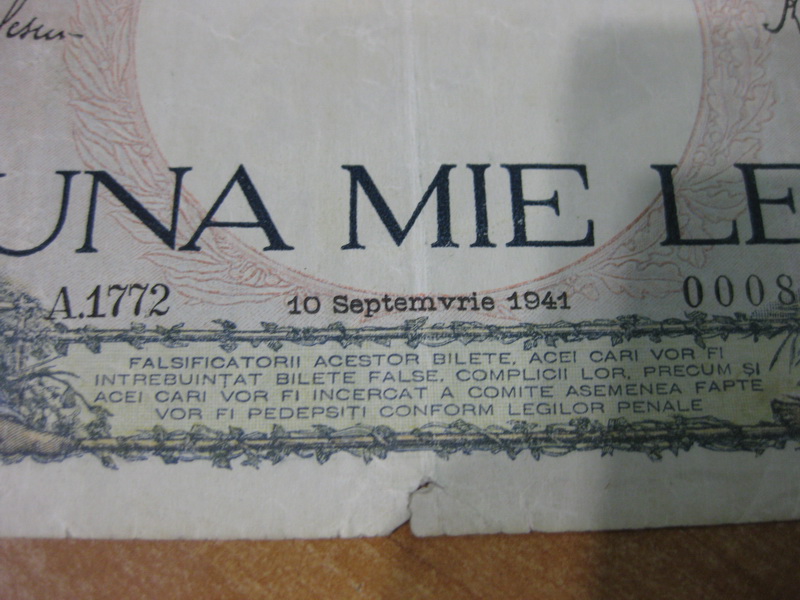 UNA MIE LE
A.1772
10 Septemvrie 1941
0008
FALSIFICATORII ACESTOR BILETE, ACEI CARI VOR FI
INTREBUINȚAT BILETE FALSE, COMPLICII LOR, PRECUM ȘI
ACEI CARI VOR FI INCERCAT A COMITE ASEMENEA FAPTE
VOR FI PEDEPSIȚI CONFORM LEGILOR PENALE